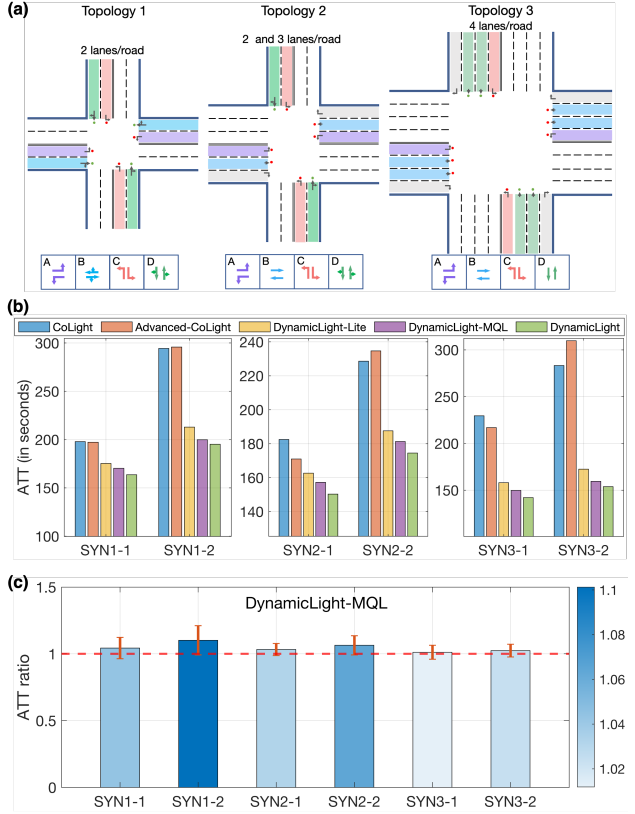 (a)
Topology 1
Topology 2
Topology 3
2 lanes/road
2 and 3 lanes/road
4 lanes/road
A
B
C
D
A
B
C
D
A
B
C
D
(b)
CoLight
Advanced-CoLight
DynamicLight-Lite
DynamicLight-MQL
DynamicLight
ATT (in seconds)
300
250
200
150
100
SYN1-1
SYN1-2
240
220
200
180
160
140
SYN2-1
SYN2-2
300
250
200
150
SYN3-1
SYN3-2
(c)
DynamicLight-MQL
ATT ratio
1.5
1
0.5
0
SYN1-1
SYN1-2
SYN2-1
SYN2-2
SYN3-1
SYN3-2
1.1
1.08
1.06
1.04
1.02